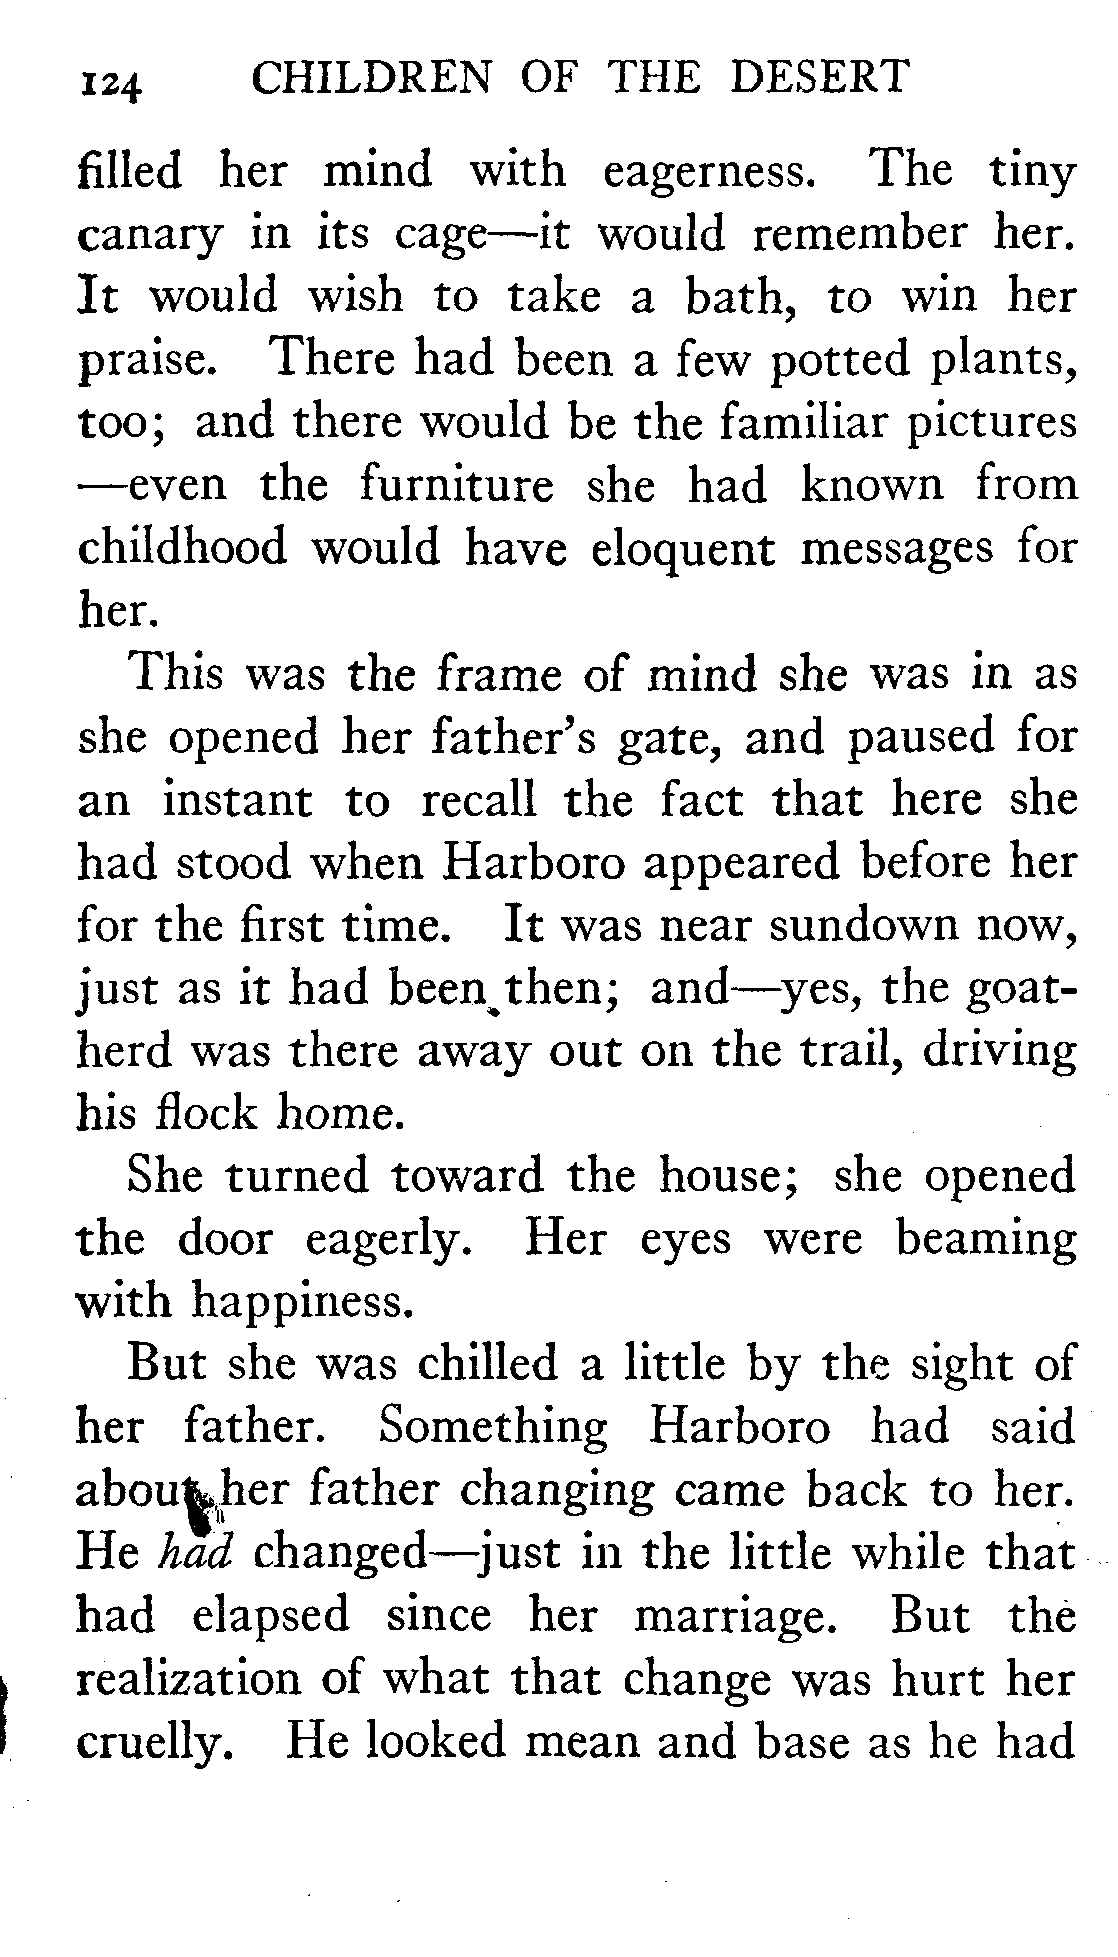 124 CHILDREN OF THE DESERT
filled her mind with eagerness. The tiny
canary in its cage—it would remember her.
It would wish to take a bath, to win her
praise. There had been a few potted plants,
too; and there would be the familiar pictures
—even the furniture she had known from
childhood would have eloquent messages for
her.
This was the frame of mind she was in as
she opened her father's gate, and paused for
an instant to recall the fact that here she
had stood when Harboro appeared before her
for the first time. It was near sundown now,
just as it had been then; and—yes, the goat-
herd was there away out on the trail, driving
his flock home.
She turned toward the house; she opened
the door eagerly. Her eyes were beaming
with happiness.
But she was chilled a little by the sight of
her father. Something Harboro had said
about her father changing came back to her.
He had changed—just in the little while that
had elapsed since her marriage. But the
realization of what that change was hurt her
cruelly. He looked mean and base as he had